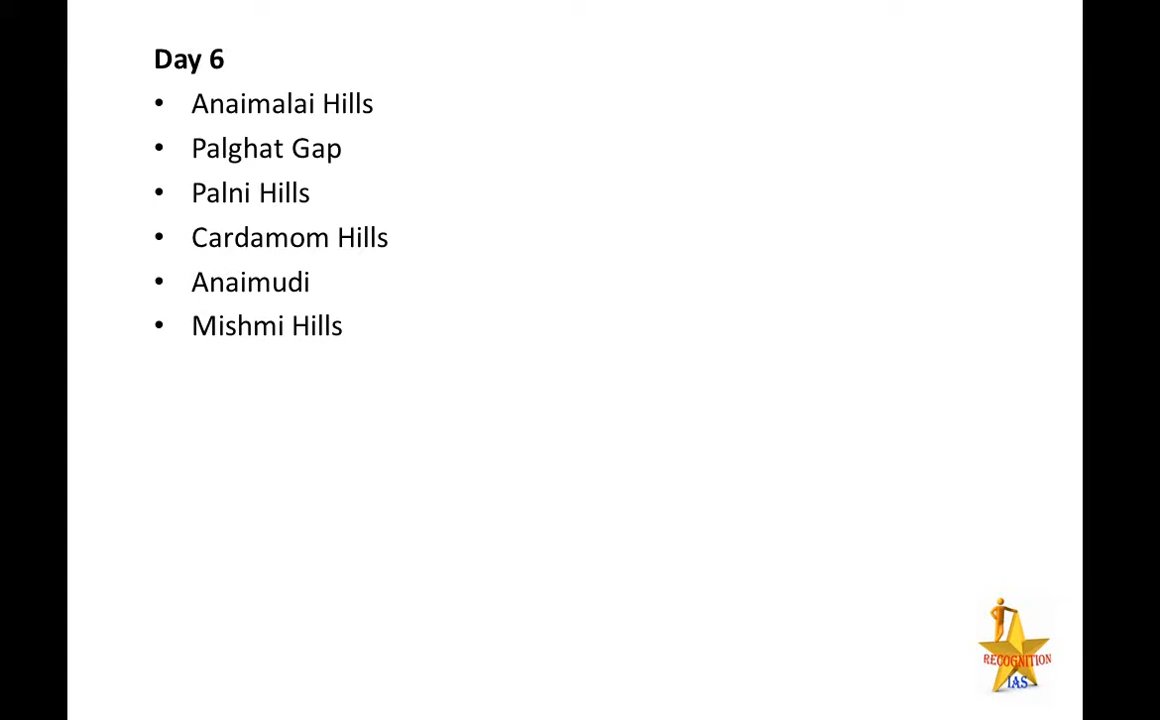 Day 6
• Anaimalai Hills
• Palghat Gap
• Palni Hills
• Cardamom Hills
• Anaimudi
• Mishmi Hills
RECOGNITION
IAS